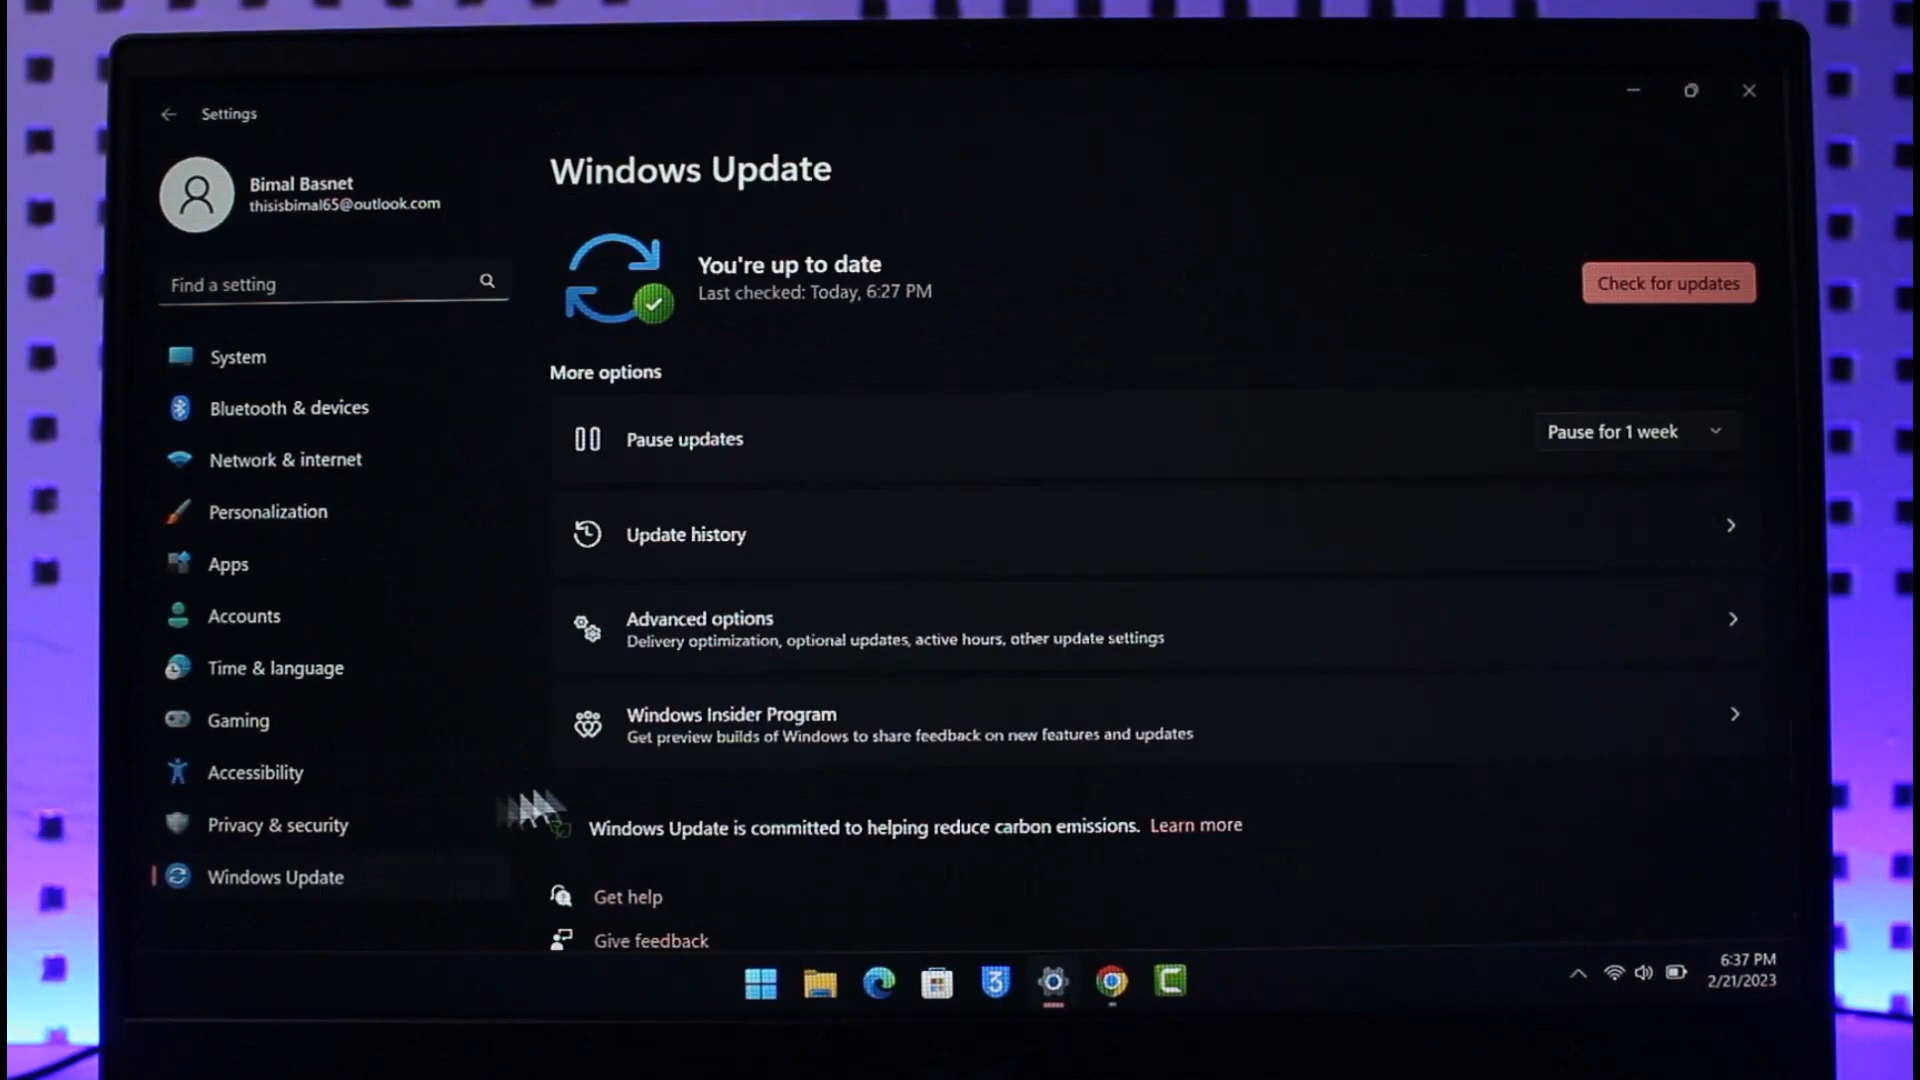 Settings
Bimal Basnet
thisisbimal65@outlook.com
Find a setting
System
Bluetooth & devices
Network & internet
Personalization
Apps
Accounts
Time & language
Gaming
Accessibility
Privacy & security
Windows Update
Windows Update
You're up to date
Last checked: Today, 6:27 PM
Check for updates
More options
Pause updates
Pause for 1 week
Update history
Advanced options
Delivery optimization, optional updates, active hours, other update settings
Windows Insider Program
Get preview builds of Windows to share feedback on new features and updates
Windows Update is committed to helping reduce carbon emissions. Learn more
Get help
Give feedback
3
6:37 PM
2/21/2023